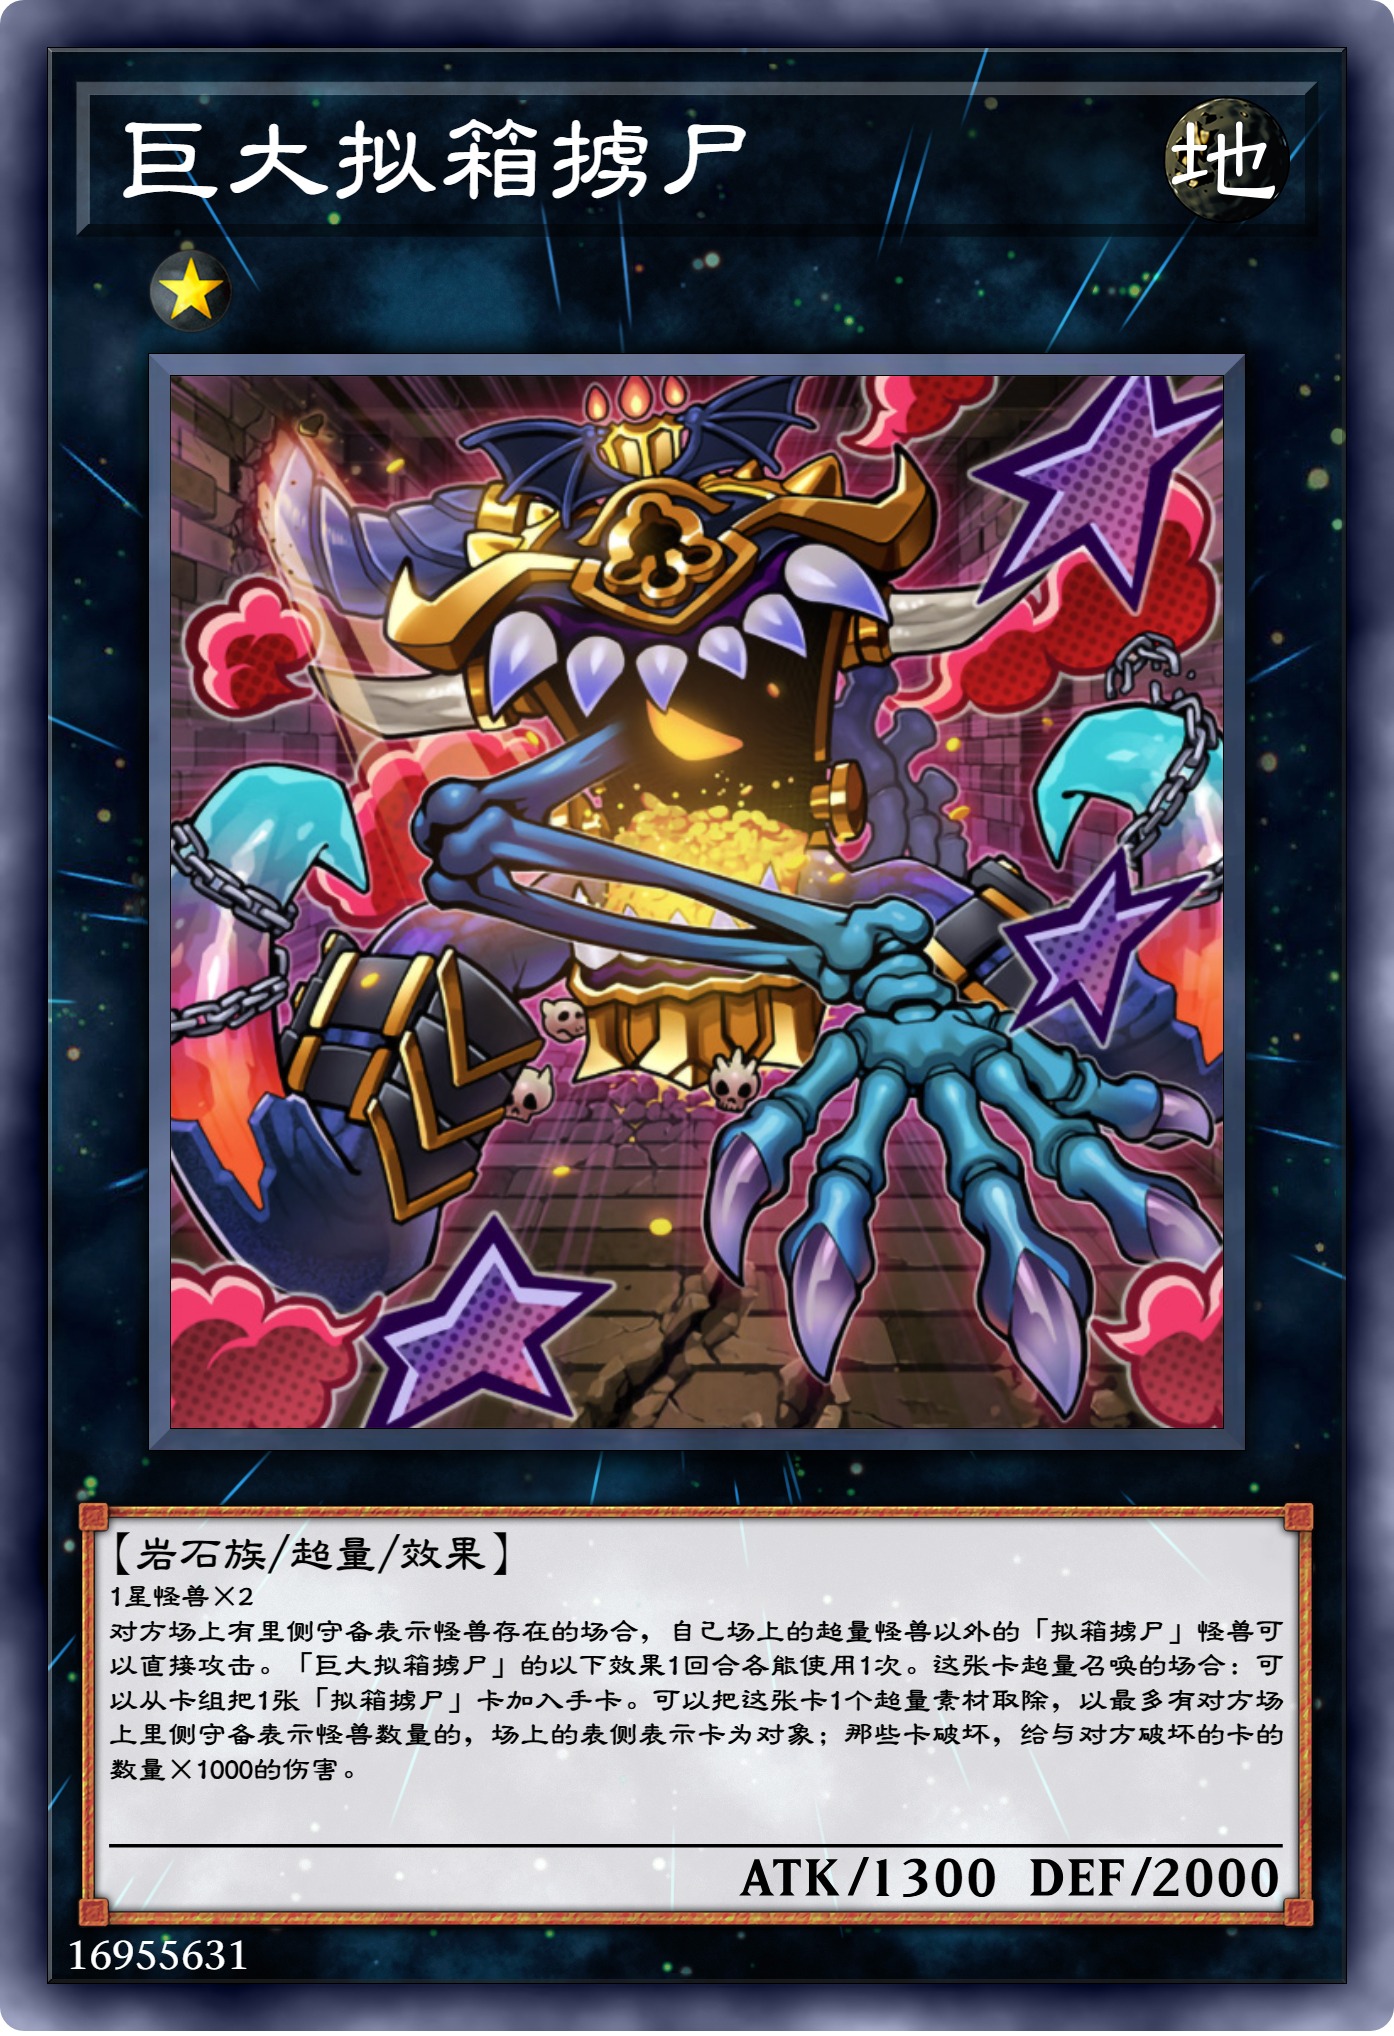 巨大拟箱掳尸
地
【岩石族/超量/效果】
1星怪兽×2
对方场上有里侧守备表示怪兽存在的场合，自己场上的超量怪兽以外的「拟箱掳尸」怪兽可
以直接攻击。「巨大拟箱掳尸」的以下效果1回合各能使用1次。这张卡超量召唤的场合：可
以从卡组把1张「拟箱掳尸」卡加入手卡。可以把这张卡1个超量素材取除，以最多有对方场
上里侧守备表示怪兽数量的，场上的表侧表示卡为对象；那些卡破坏，给与对方破坏的卡的
数量×1000的伤害。
ATK/1300 DEF/2000
16955631